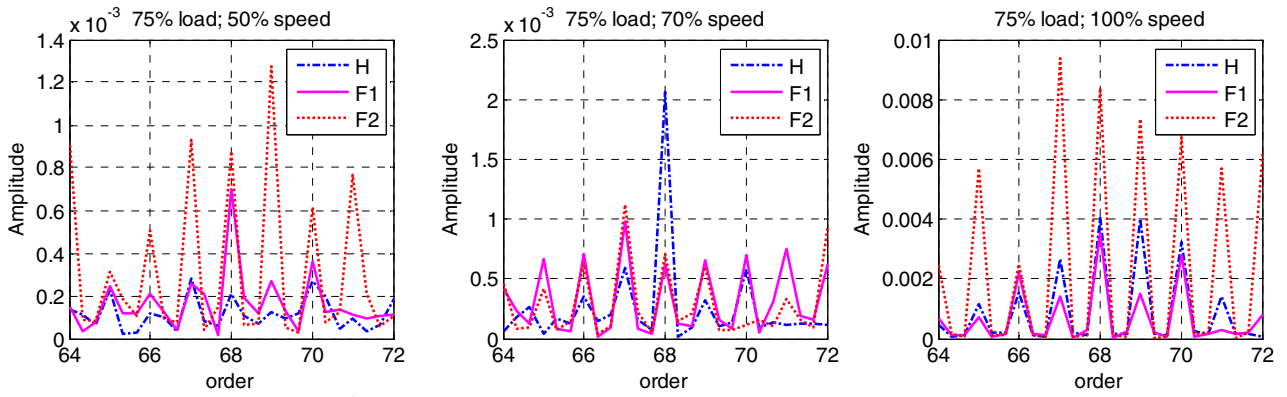 x 10^-3 75% load; 50% speed
1.4
1.2
1
0.8
0.6
0.4
0.2
0
64 66 68 70 72
Amplitude
order
H
F1
F2
x 10^-3 75% load; 70% speed
2.5
2
1.5
1
0.5
0
64 66 68 70 72
Amplitude
order
H
F1
F2
75% load; 100% speed
0.01
0.008
0.006
0.004
0.002
0
64 66 68 70 72
Amplitude
order
H
F1
F2